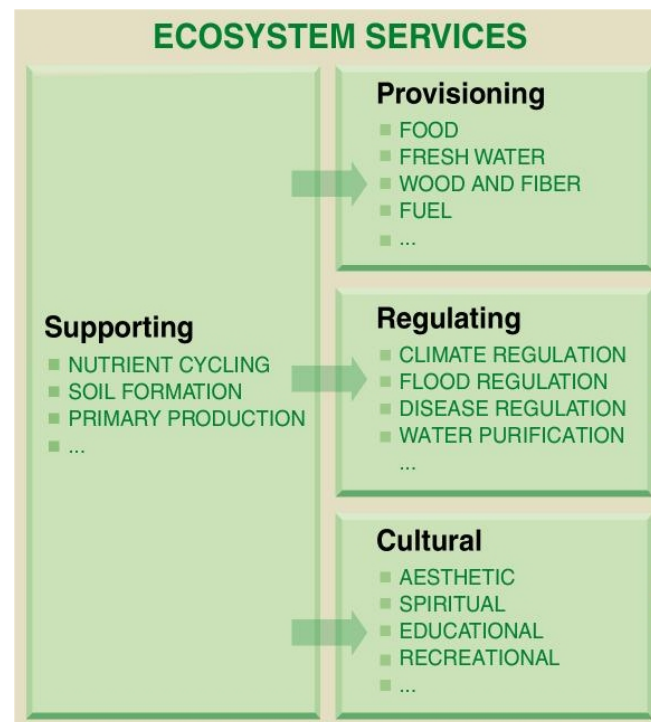 ECOSYSTEM SERVICES
Supporting
NUTRIENT CYCLING
SOIL FORMATION
PRIMARY PRODUCTION
...
Provisioning
FOOD
FRESH WATER
WOOD AND FIBER
FUEL
...
Regulating
CLIMATE REGULATION
FLOOD REGULATION
DISEASE REGULATION
WATER PURIFICATION
...
Cultural
AESTHETIC
SPIRITUAL
EDUCATIONAL
RECREATIONAL
...